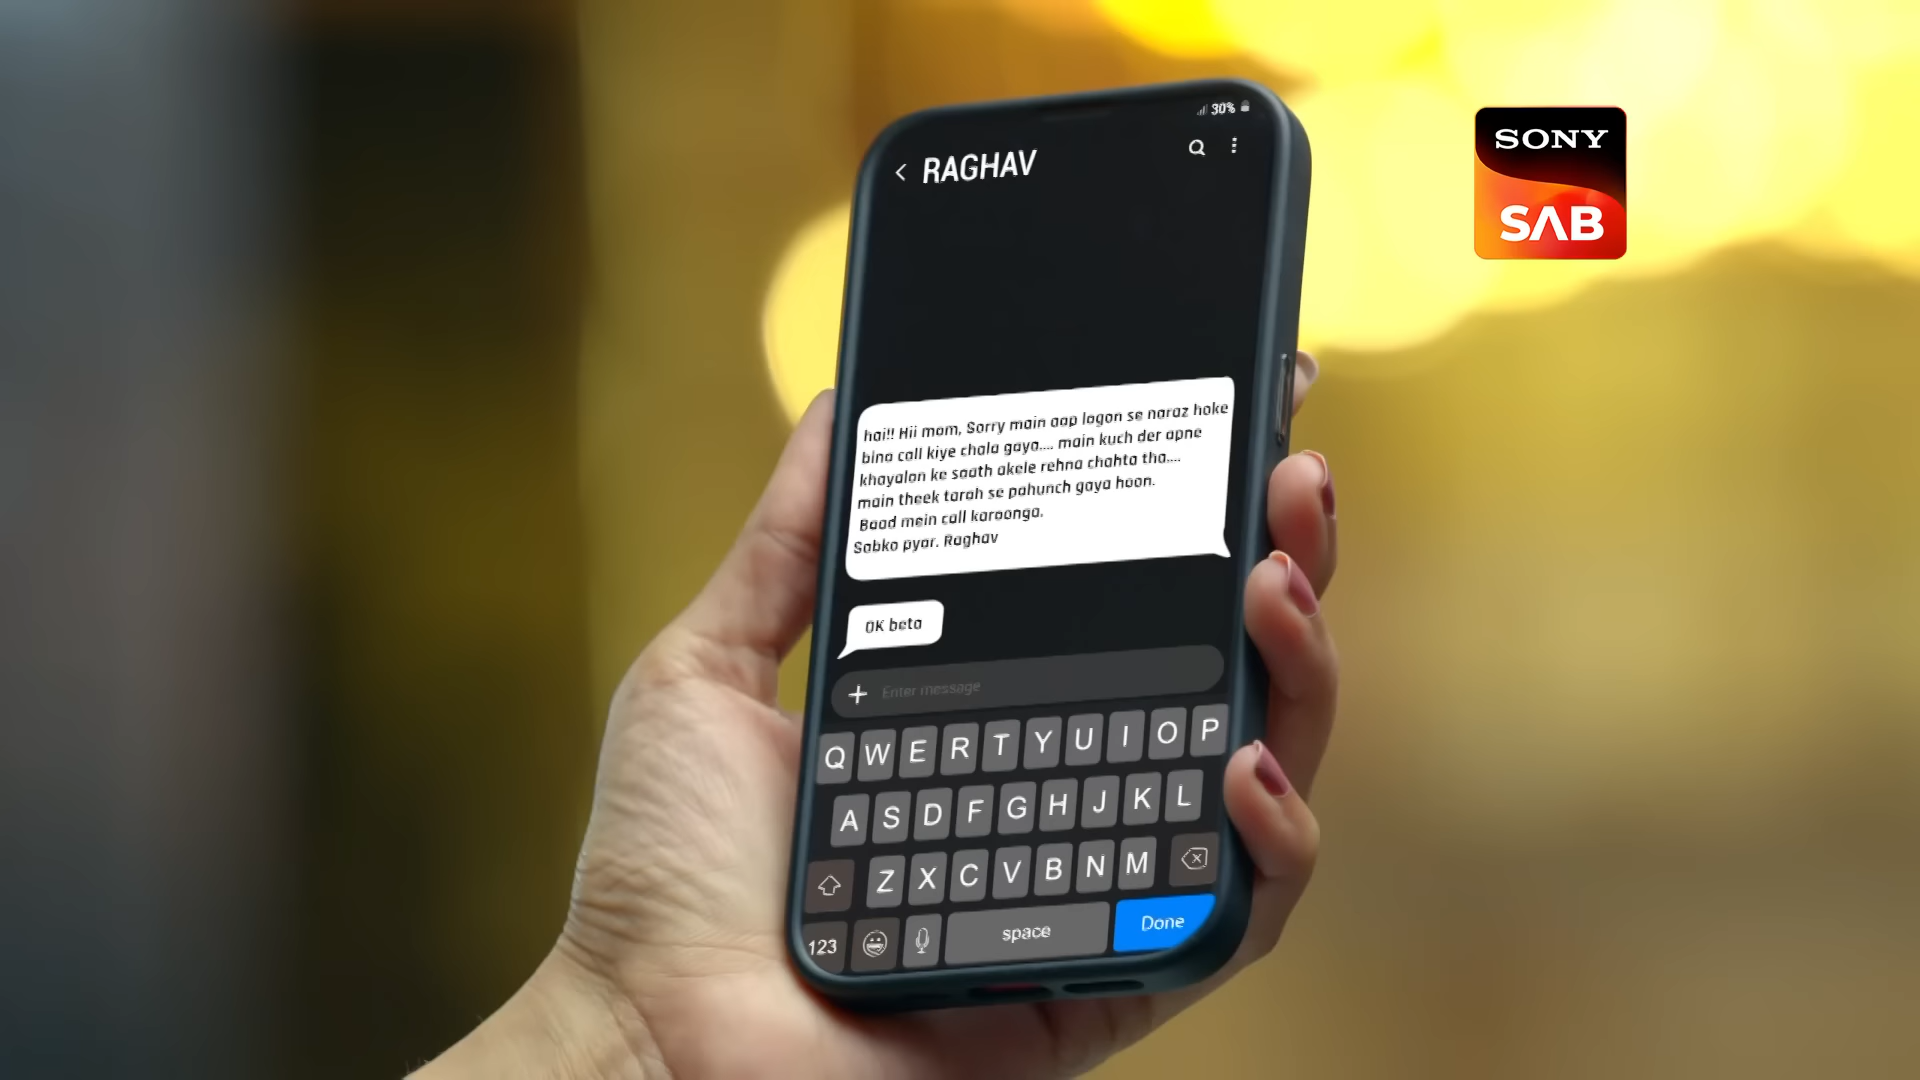 30%
RAGHAV
SONY
SAB
hai!! Hii mom, Sorry main aap logon se naraz hoke
bina call kiye chala gaya.... main kuch der apne
khayalon ke saath akele rehna chahta tha....
main theek tarah se pahunch gaya hoon.
Baad mein call karoonga.
Sabko pyar. Raghav
OK beta
Enter message
Q W E R T Y U I O P
A S D F G H J K L
Z X C V B N M
123 space Done